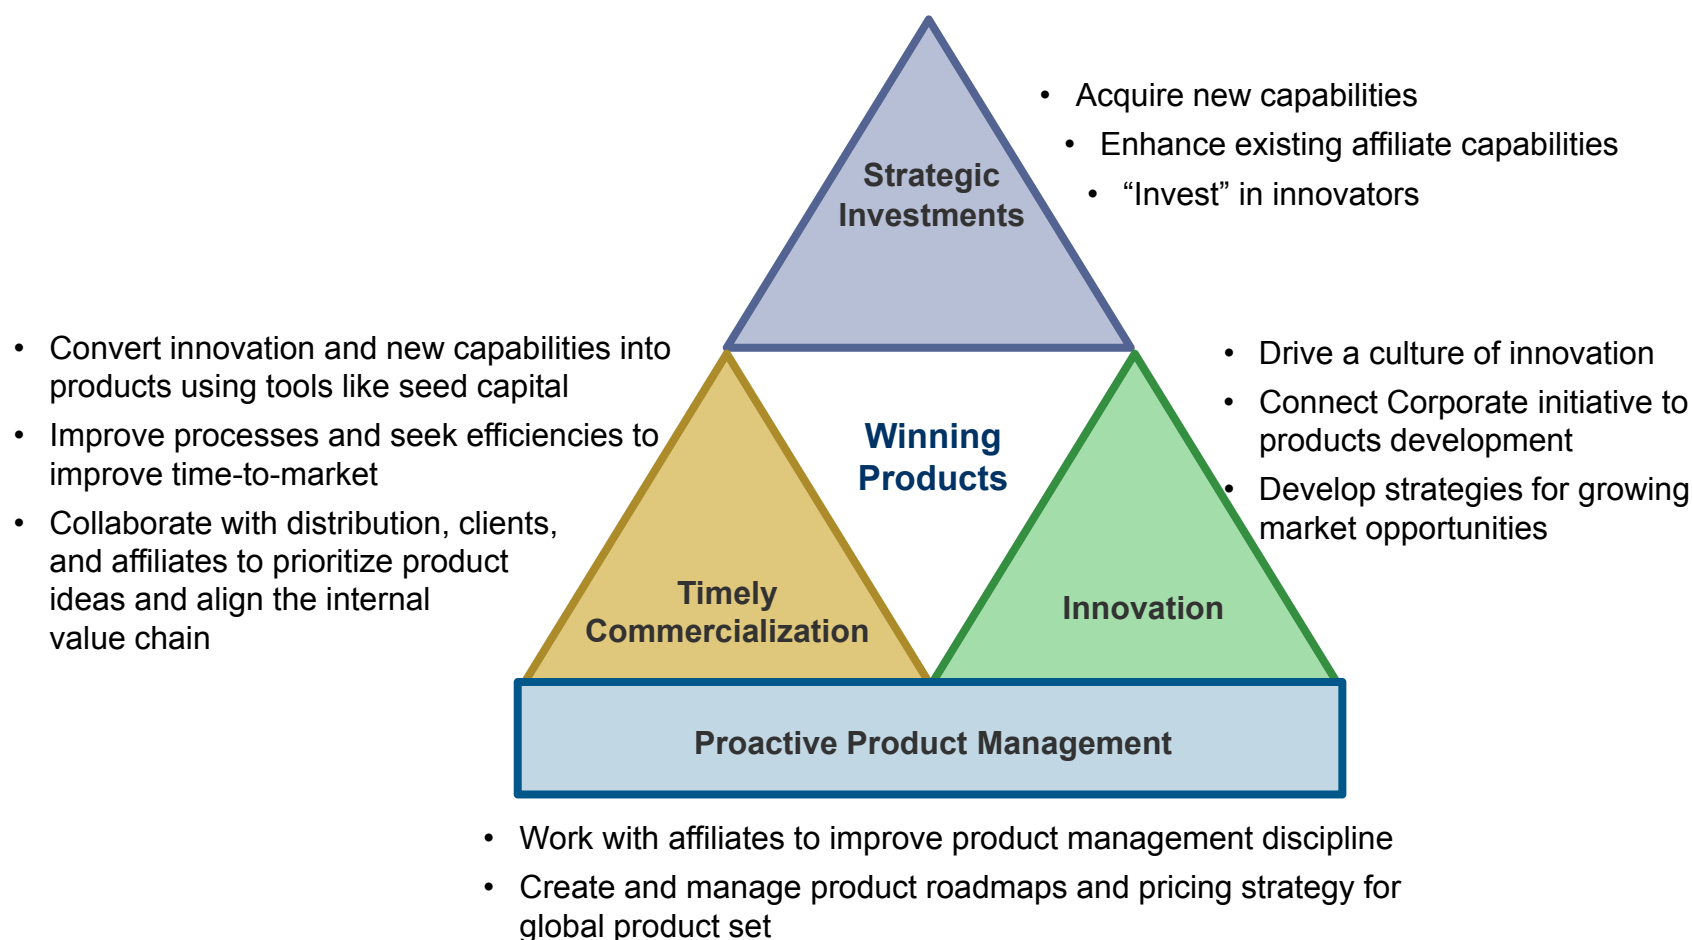 • Acquire new capabilities
• Enhance existing affiliate capabilities
• “Invest” in innovators
Strategic
Investments
• Convert innovation and new capabilities into
products using tools like seed capital
• Improve processes and seek efficiencies to
improve time-to-market
• Collaborate with distribution, clients,
and affiliates to prioritize product
ideas and align the internal
value chain
Winning
Products
• Drive a culture of innovation
• Connect Corporate initiative to
products development
• Develop strategies for growing
market opportunities
Timely
Commercialization
Innovation
Proactive Product Management
• Work with affiliates to improve product management discipline
• Create and manage product roadmaps and pricing strategy for
global product set